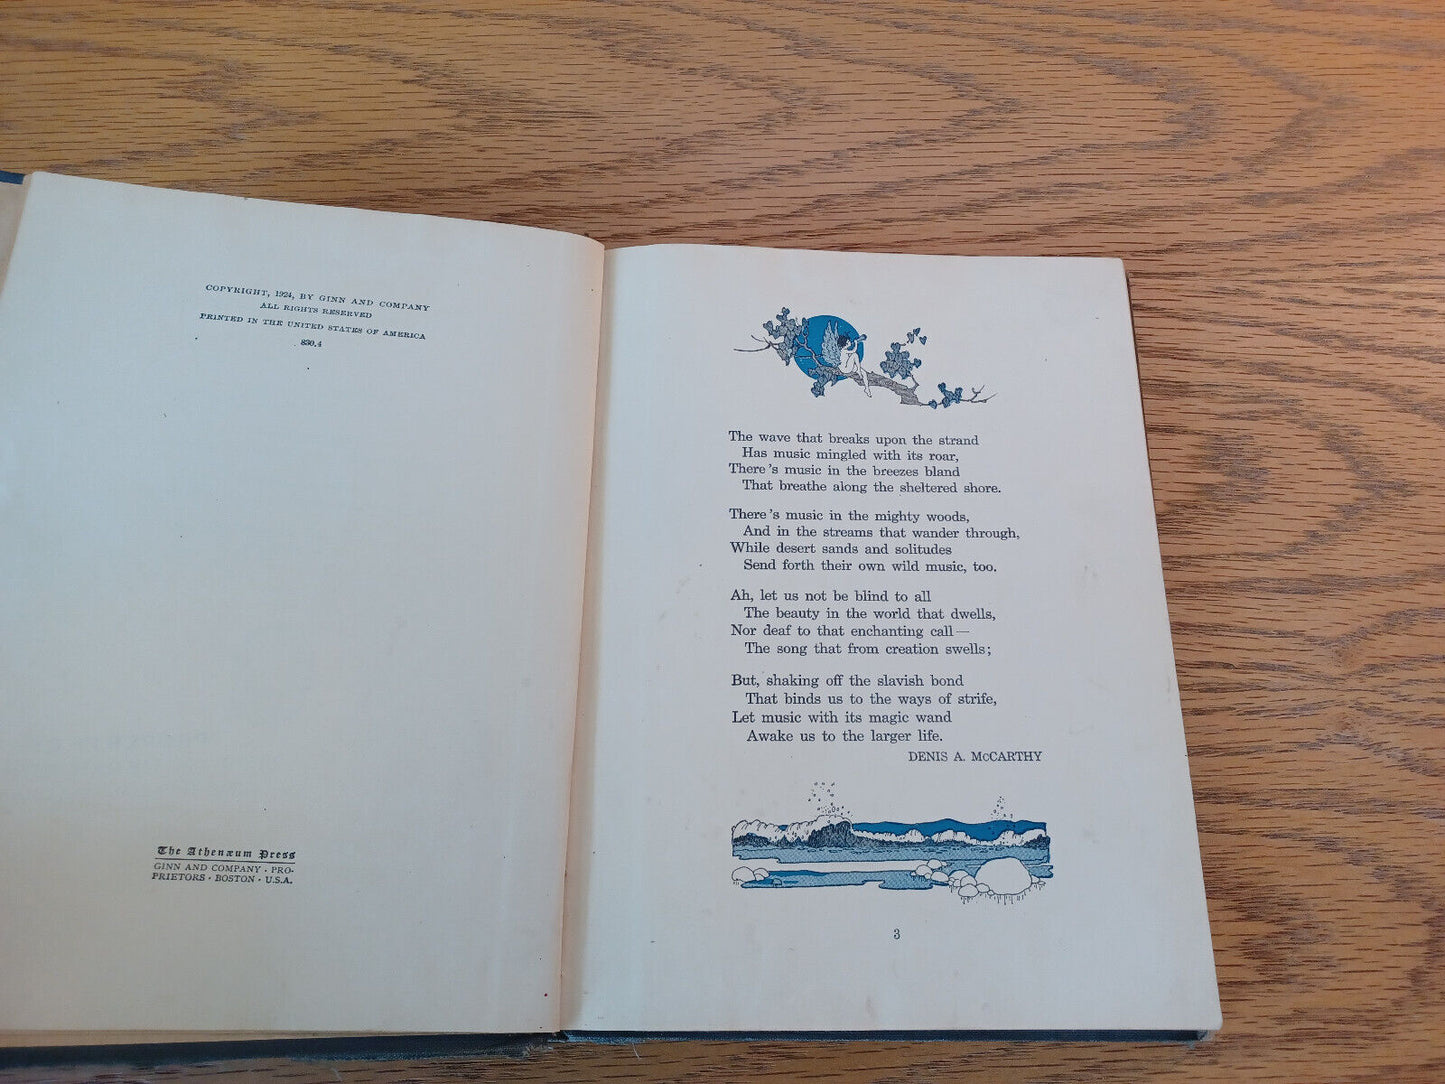 COPYRIGHT, 1924, BY GINN AND COMPANY
ALL RIGHTS RESERVED
PRINTED IN THE UNITED STATES OF AMERICA
830.4
The Athenæum Press
GINN AND COMPANY · PRO-
PRIETORS · BOSTON · U.S.A.
The wave that breaks upon the strand
Has music mingled with its roar,
There's music in the breezes bland
That breathe along the sheltered shore.
There's music in the mighty woods,
And in the streams that wander through,
While desert sands and solitudes
Send forth their own wild music, too.
Ah, let us not be blind to all
The beauty in the world that dwells,
Nor deaf to that enchanting call—
The song that from creation swells;
But, shaking off the slavish bond
That binds us to the ways of strife,
Let music with its magic wand
Awake us to the larger life.
DENIS A. McCARTHY
3